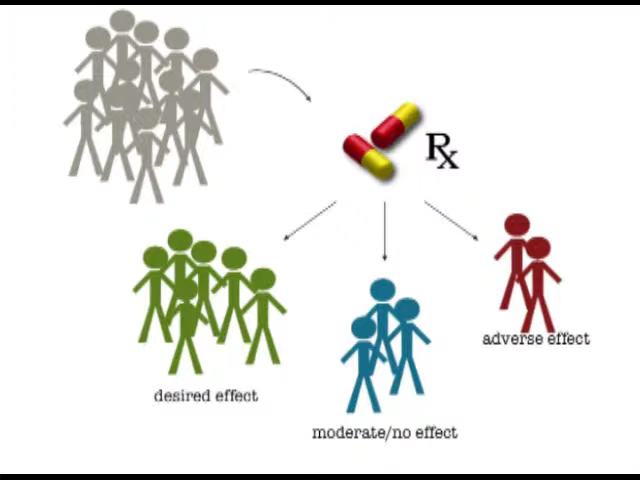 Rx
adverse effect
desired effect
moderate/no effect